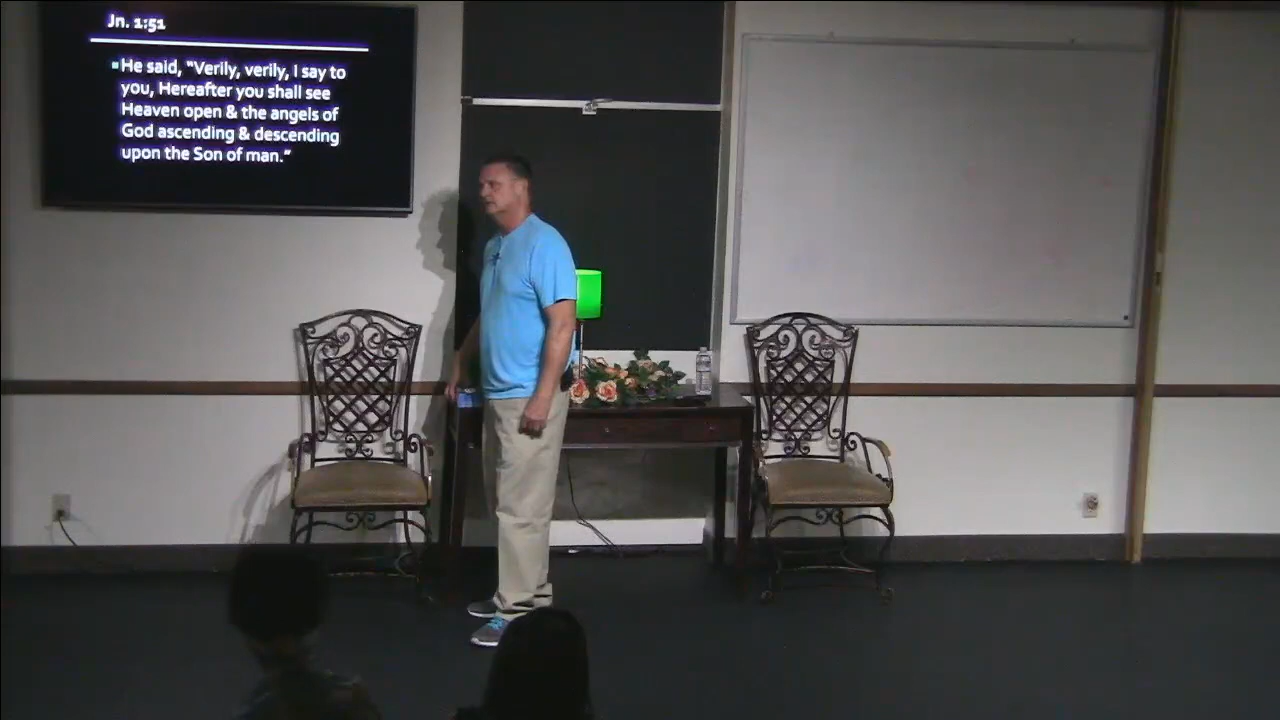 Jn. 1:51
▪He said, “Verily, verily, I say to
you, Hereafter you shall see
Heaven open & the angels of
God ascending & descending
upon the Son of man.”